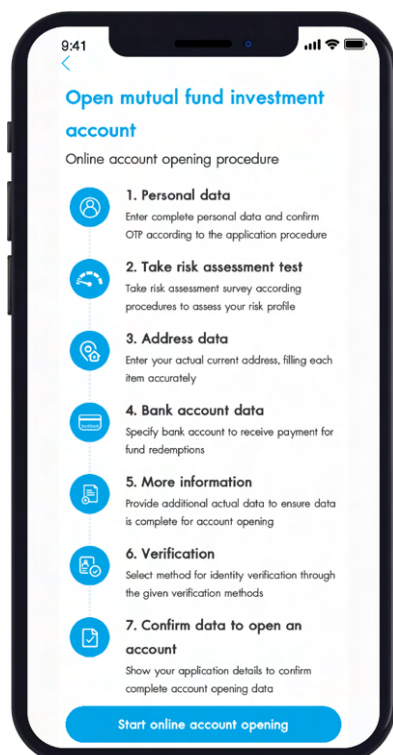 9:41
Open mutual fund investment
account
Online account opening procedure
1. Personal data
Enter complete personal data and confirm
OTP according to the application procedure
2. Take risk assessment test
Take risk assessment survey according
procedures to assess your risk profile
3. Address data
Enter your actual current address, filling each
item accurately
4. Bank account data
Specify bank account to receive payment for
fund redemptions
5. More information
Provide additional actual data to ensure data
is complete for account opening
6. Verification
Select method for identity verification through
the given verification methods
7. Confirm data to open an
account
Show your application details to confirm
complete account opening data
Start online account opening